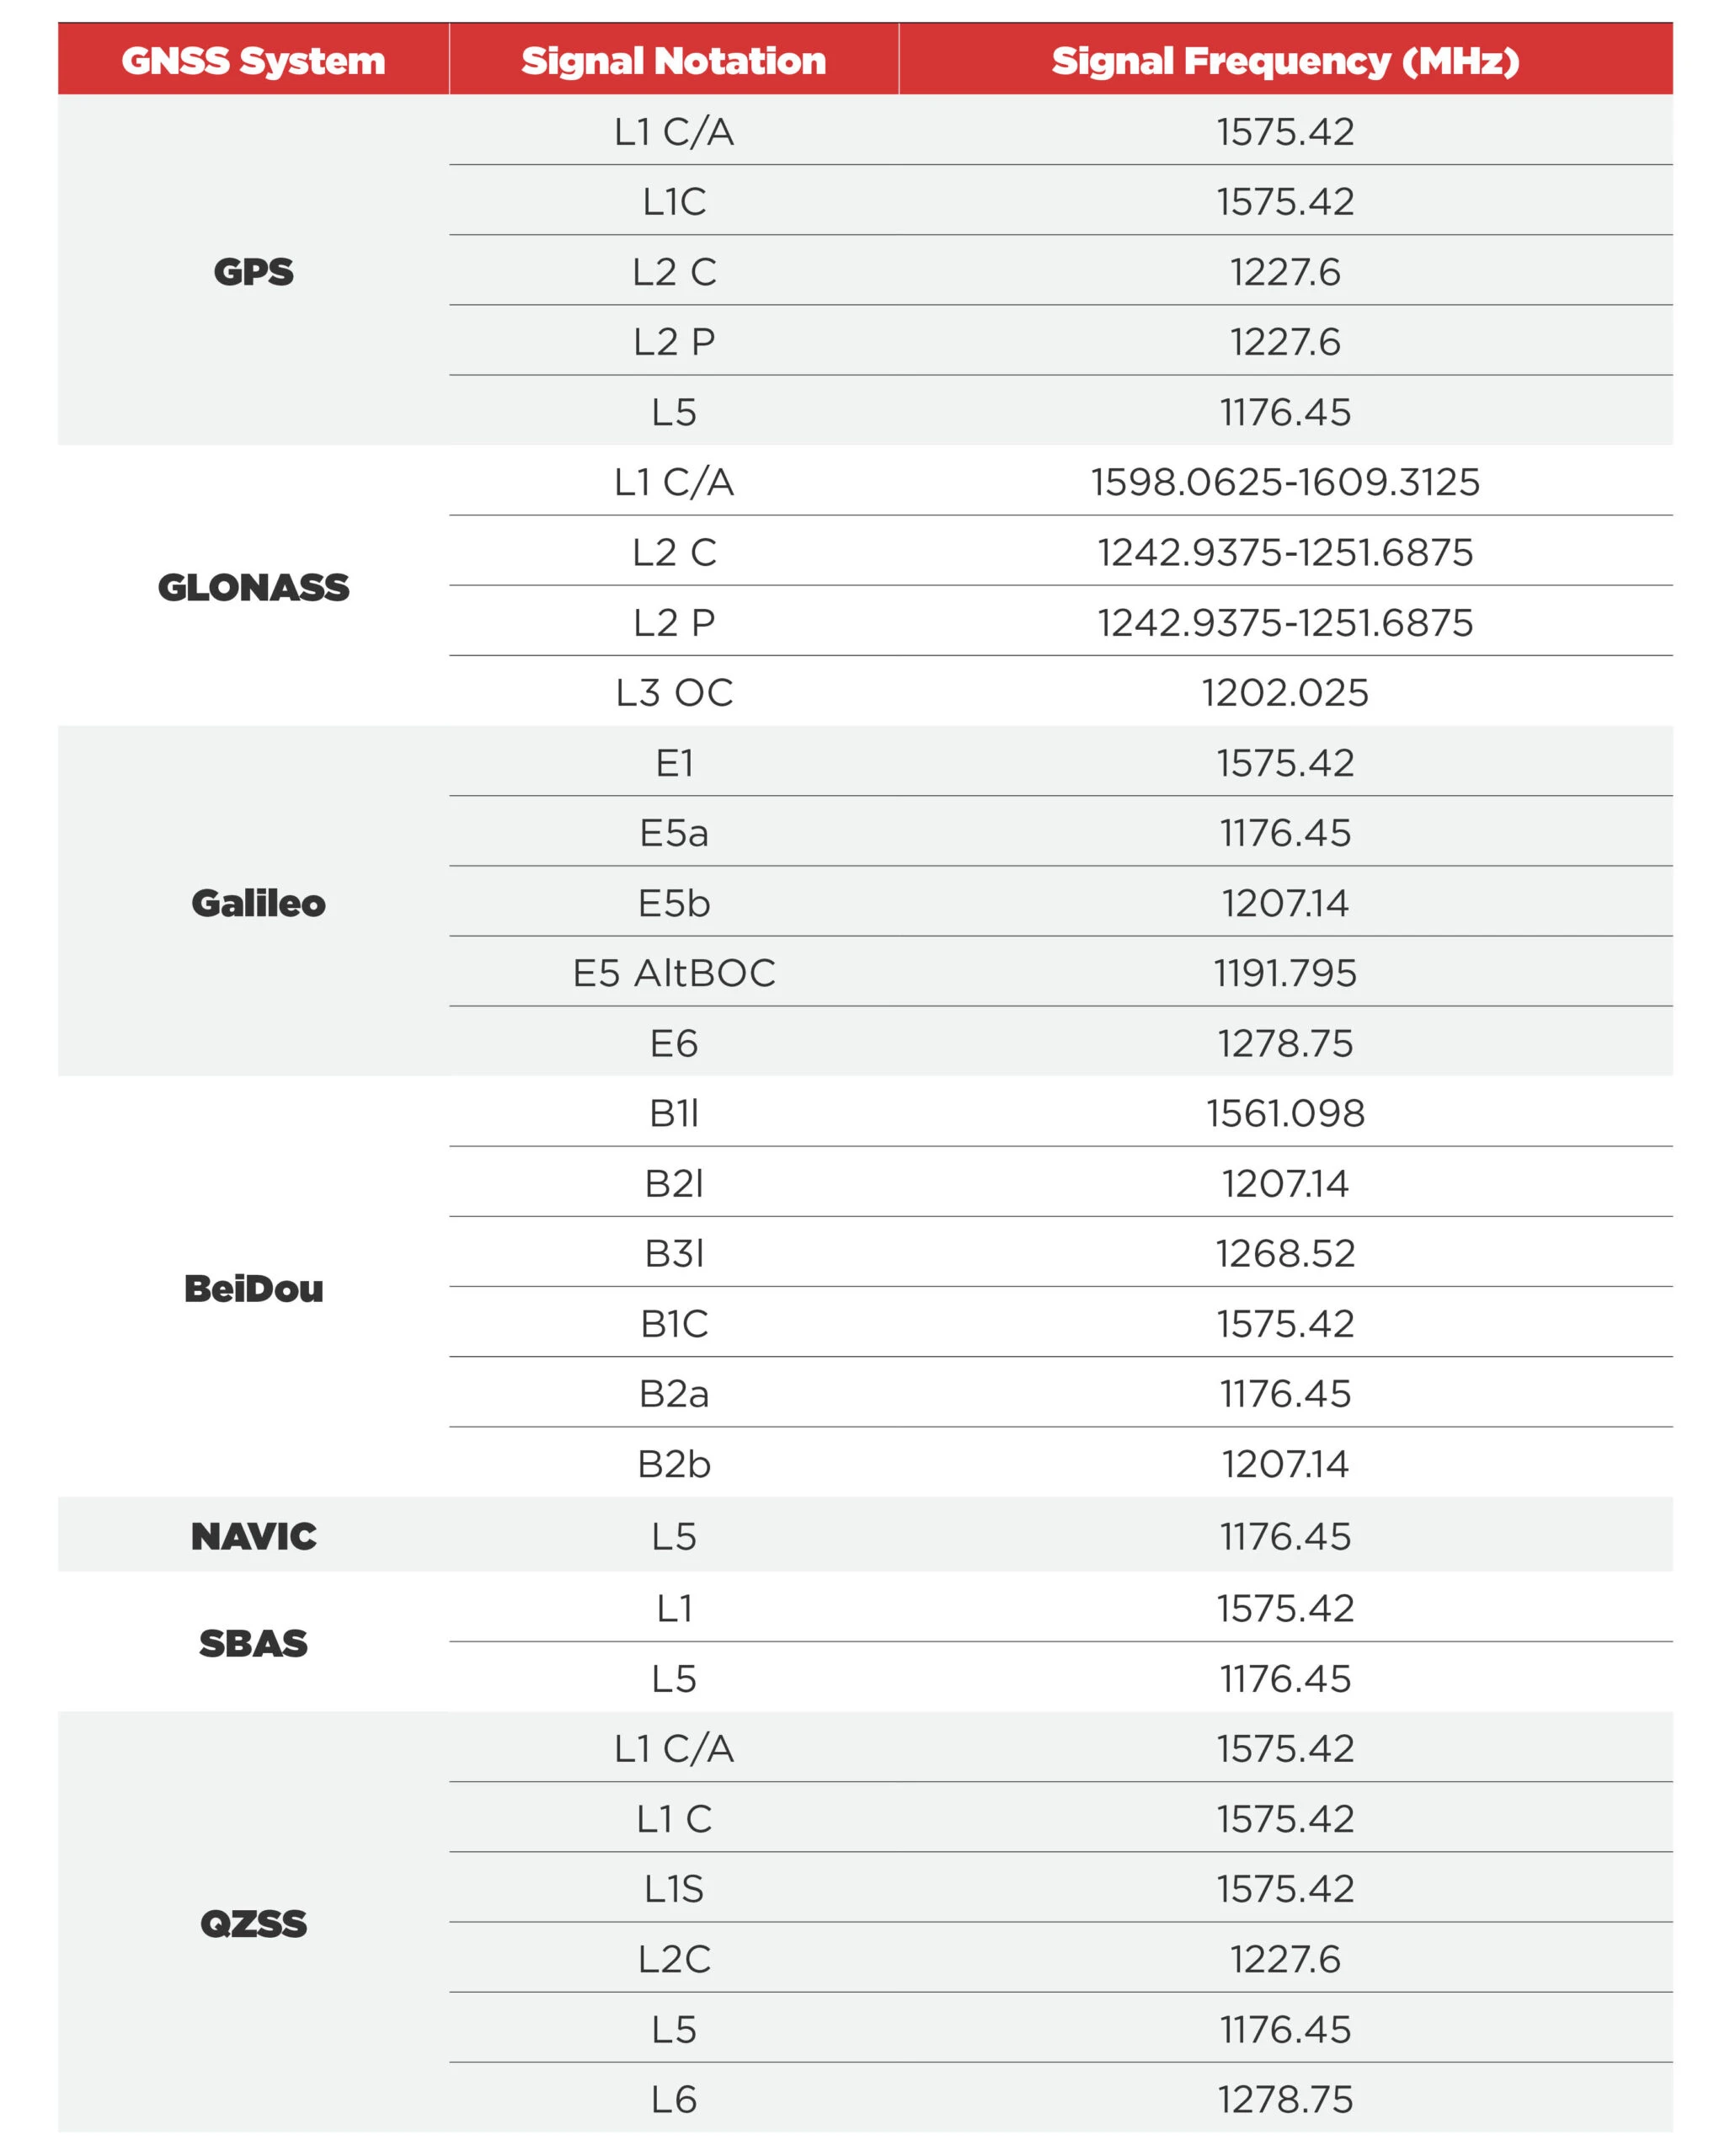 GNSS System Signal Notation Signal Frequency (MHz)
GPS
L1 C/A 1575.42
L1C 1575.42
L2 C 1227.6
L2 P 1227.6
L5 1176.45
GLONASS
L1 C/A 1598.0625-1609.3125
L2 C 1242.9375-1251.6875
L2 P 1242.9375-1251.6875
L3 OC 1202.025
Galileo
E1 1575.42
E5a 1176.45
E5b 1207.14
E5 AltBOC 1191.795
E6 1278.75
BeiDou
B1I 1561.098
B2I 1207.14
B3I 1268.52
B1C 1575.42
B2a 1176.45
B2b 1207.14
NAVIC L5 1176.45
SBAS
L1 1575.42
L5 1176.45
QZSS
L1 C/A 1575.42
L1 C 1575.42
L1S 1575.42
L2C 1227.6
L5 1176.45
L6 1278.75